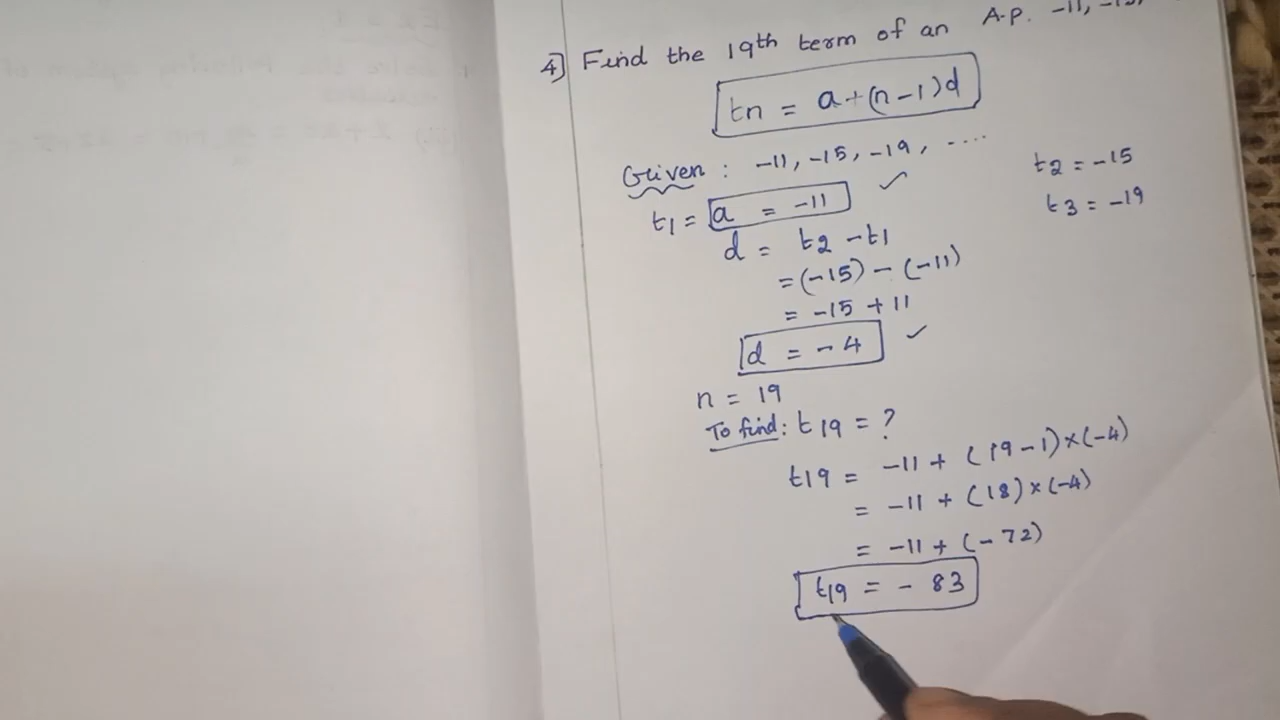 4] Find the 19th term of an A.p. -11, -15,
tn = a+(n-1)d
Given : -11, -15, -19, ....
t2 = -15
t1 = a = -11 ✓
t3 = -19
d = t2 - t1
= (-15) - (-11)
= -15 + 11
d = -4 ✓
n = 19
To find: t19 = ?
t19 = -11 + (19-1)×(-4)
= -11 + (18)×(-4)
= -11 + (-72)
t19 = - 83